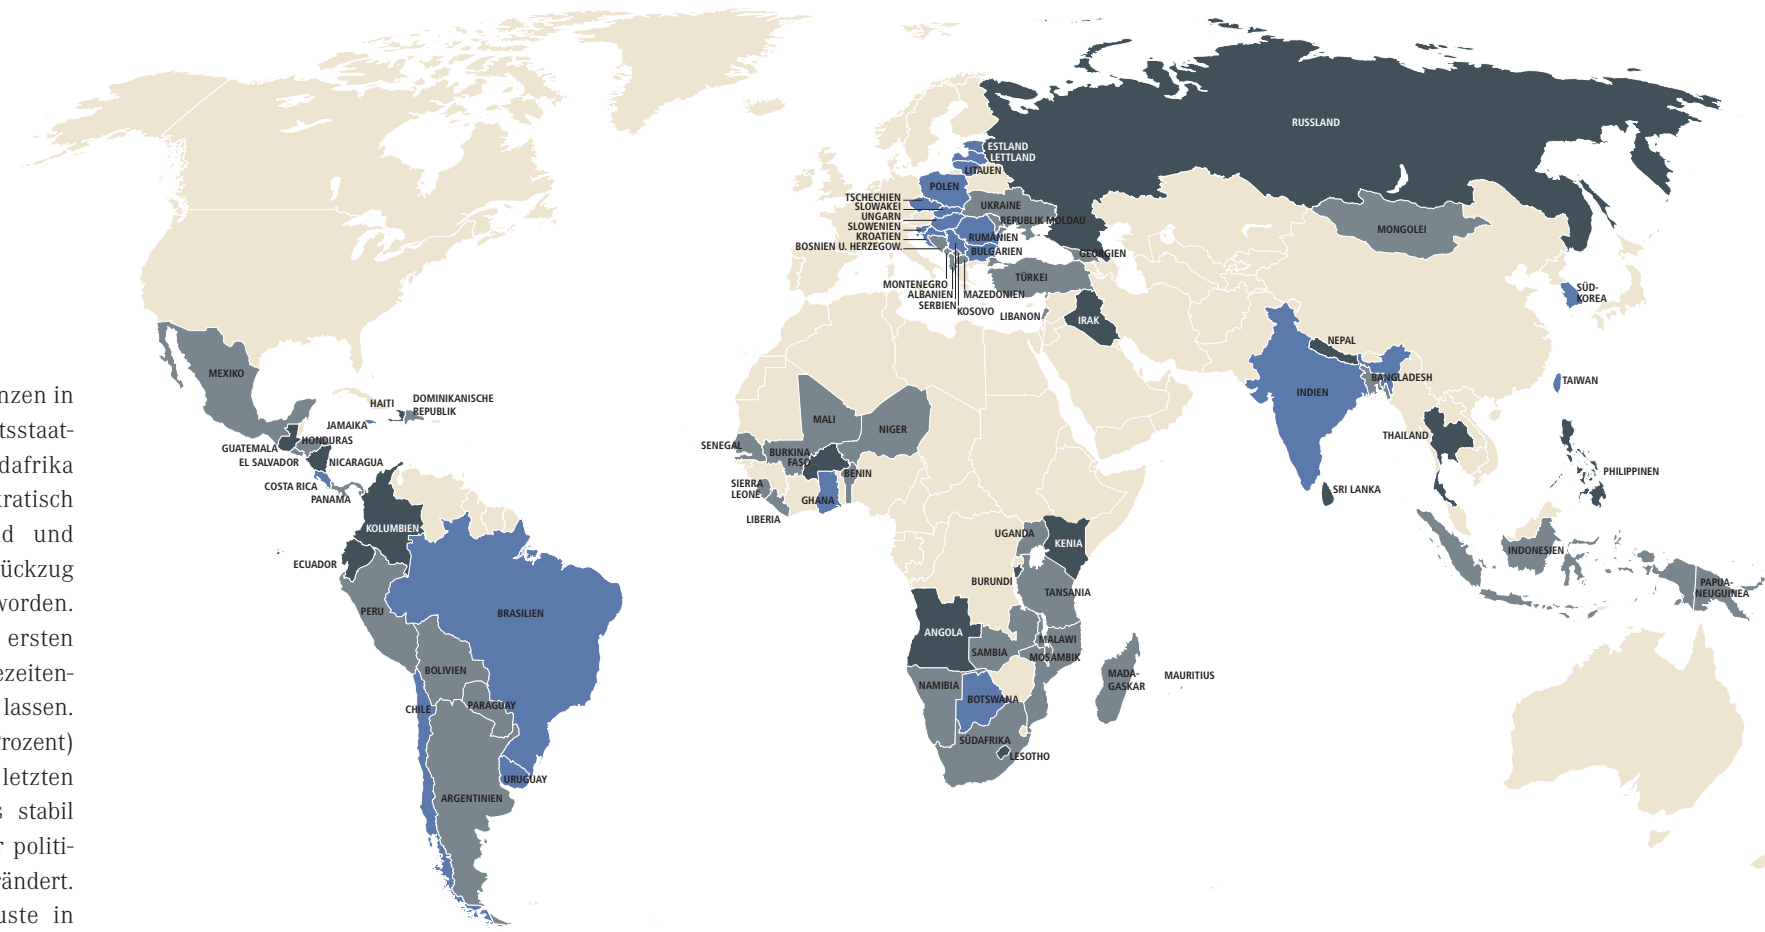 nzen in
tsstaat-
dafrika
kratisch
d und
ückzug
worden.
ersten
ezeiten-
lassen.
rozent)
letzten
s stabil
r politi-
ändert.
uste in
RUSSLAND
ESTLAND
LETTLAND
LITAUEN
POLEN
TSCHECHIEN
SLOWAKEI
UNGARN
SLOWENIEN
KROATIEN
BOSNIEN U. HERZEGOW.
UKRAINE
REPUBLIK MOLDAU
RUMÄNIEN
BULGARIEN
GEORGIEN
TÜRKEI
MONTENEGRO
ALBANIEN
SERBIEN
MAZEDONIEN
KOSOVO
LIBANON
IRAK
MONGOLEI
SÜD-
KOREA
NEPAL
BANGLADESH
INDIEN
TAIWAN
THAILAND
PHILIPPINEN
SRI LANKA
INDONESIEN
PAPUA-
NEUGUINEA
MEXIKO
HAITI
DOMINIKANISCHE
REPUBLIK
JAMAIKA
HONDURAS
GUATEMALA
EL SALVADOR
NICARAGUA
COSTA RICA
PANAMA
KOLUMBIEN
ECUADOR
PERU
BRASILIEN
BOLIVIEN
CHILE
PARAGUAY
URUGUAY
ARGENTINIEN
MALI
NIGER
SENEGAL
BURKINA
FASO
BENIN
SIERRA
LEONE
GHANA
LIBERIA
UGANDA
KENIA
BURUNDI
TANSANIA
ANGOLA
MALAWI
SAMBIA
MOSAMBIK
MADA-
GASKAR
MAURITIUS
NAMIBIA
BOTSWANA
SÜDAFRIKA
LESOTHO